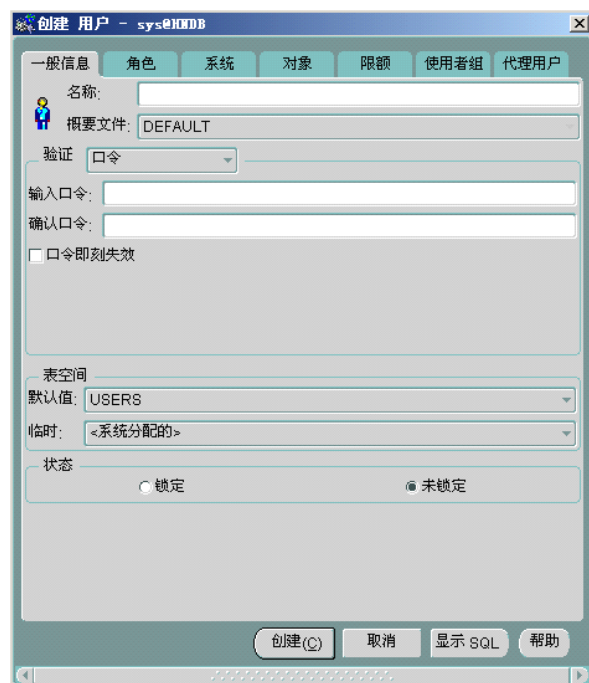 创建 用户 - sys@HNDB
一般信息 角色 系统 对象 限额 使用者组 代理用户
名称:
概要文件: DEFAULT
验证 口令
输入口令:
确认口令:
口令即刻失效
表空间
默认值: USERS
临时: <系统分配的>
状态
锁定 未锁定
创建(C) 取消 显示 SQL 帮助